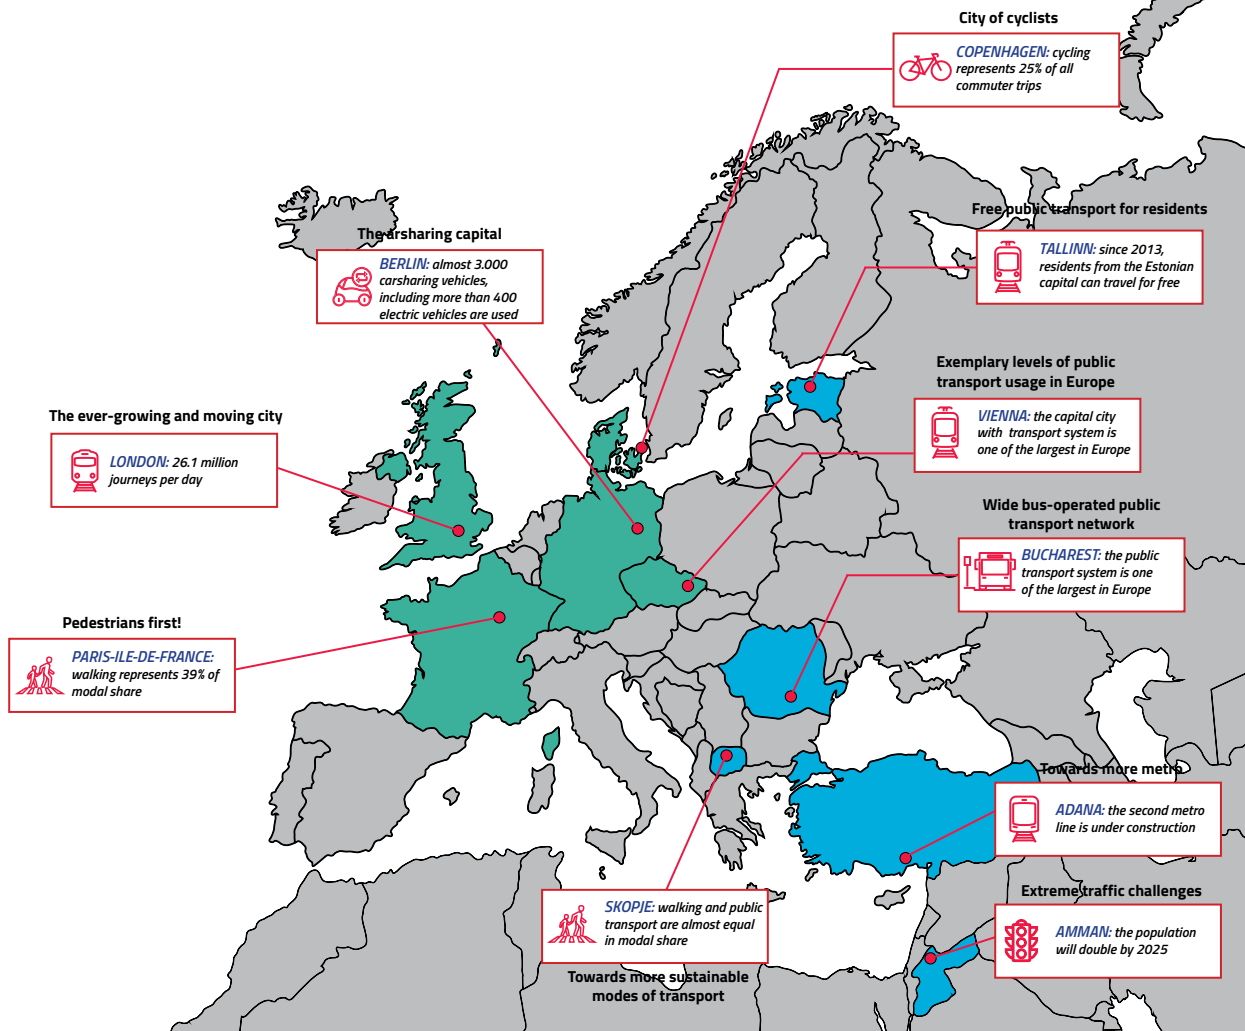 City of cyclists
COPENHAGEN: cycling
represents 25% of all
commuter trips
Free public transport for residents
TALLINN: since 2013,
residents from the Estonian
capital can travel for free
The arsharing capital
BERLIN: almost 3.000
carsharing vehicles,
including more than 400
electric vehicles are used
Exemplary levels of public
transport usage in Europe
VIENNA: the capital city
with transport system is
one of the largest in Europe
The ever-growing and moving city
LONDON: 26.1 million
journeys per day
Wide bus-operated public
transport network
BUCHAREST: the public
transport system is one
of the largest in Europe
Pedestrians first!
PARIS-ILE-DE-FRANCE:
walking represents 39% of
modal share
Towards more metro
ADANA: the second metro
line is under construction
Extreme traffic challenges
AMMAN: the population
will double by 2025
SKOPJE: walking and public
transport are almost equal
in modal share
Towards more sustainable
modes of transport